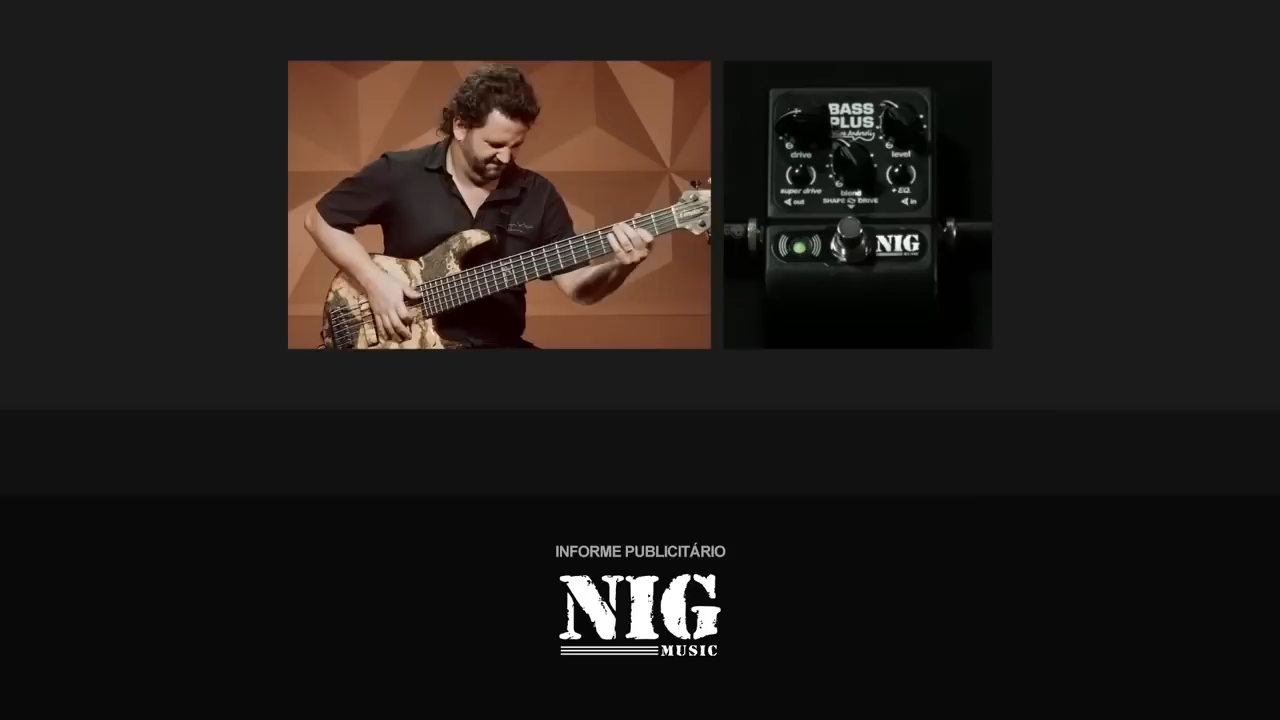 BASS
PLUS
drive
level
super drive
blend
+ EQ.
out
SHAPE
DRIVE
in
NIG
INFORME PUBLICITÁRIO
NIG
MUSIC